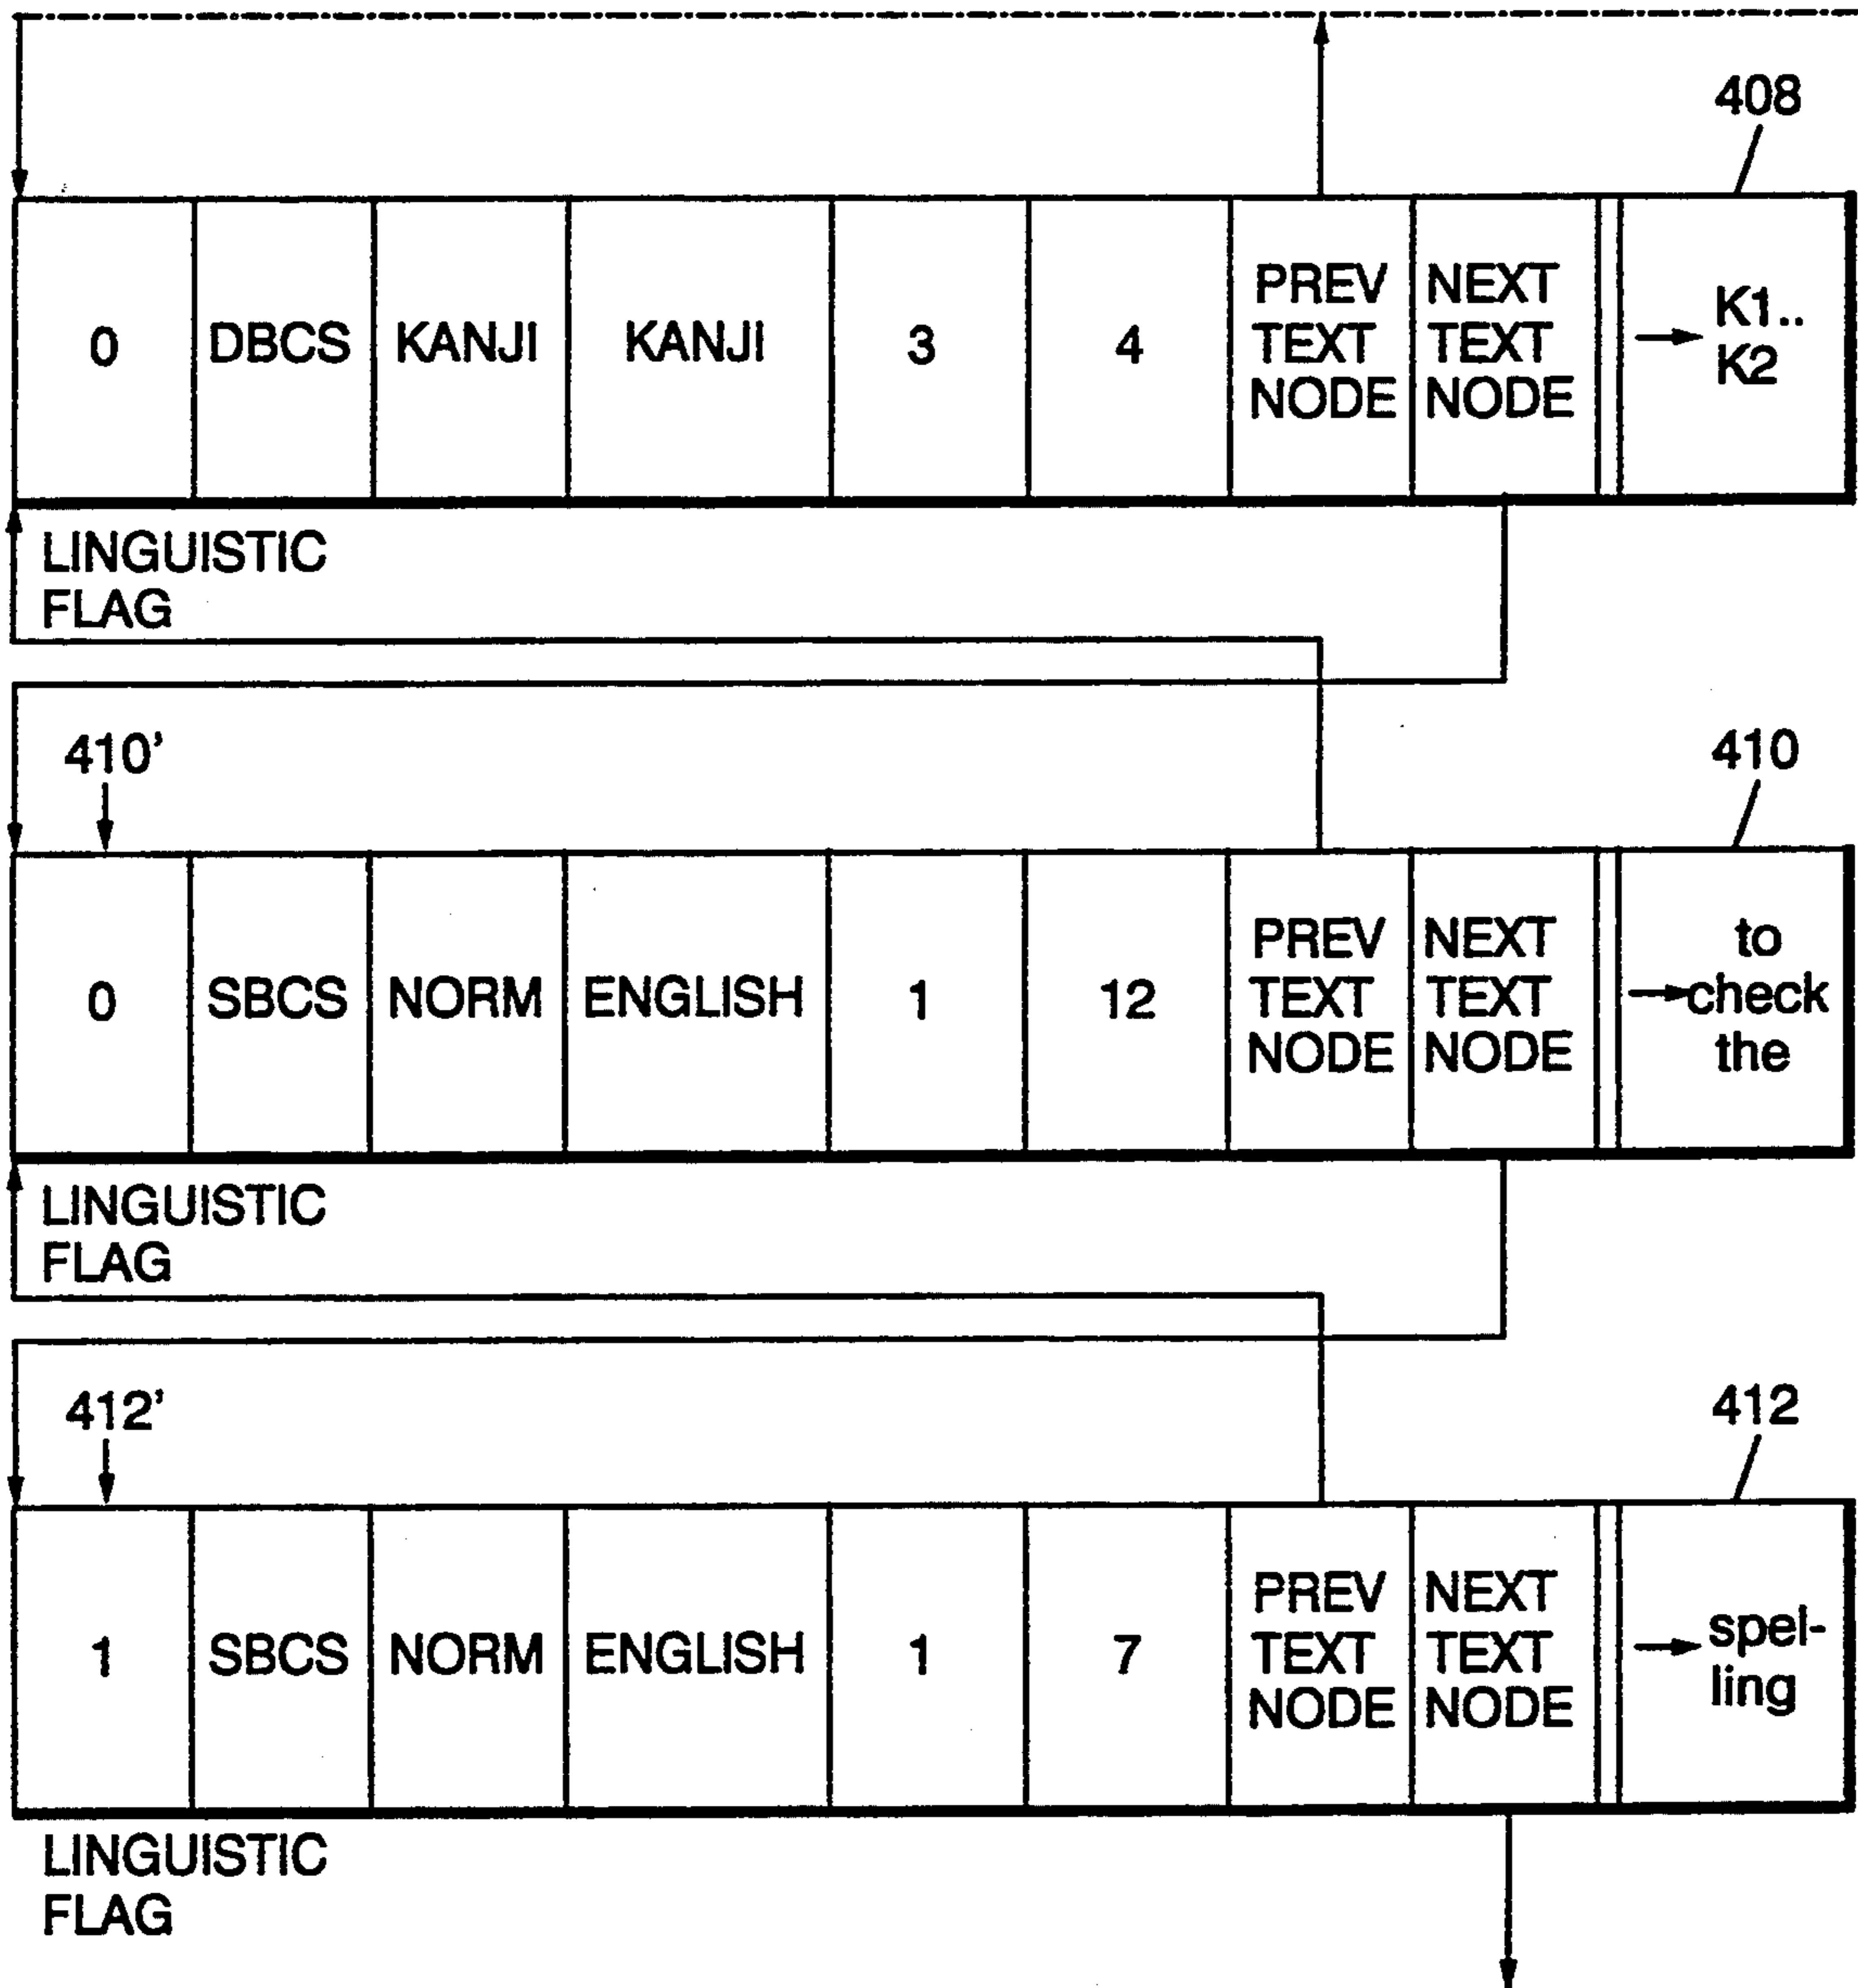 408
0
DBCS
KANJI
KANJI
3
4
PREV
TEXT
NODE
NEXT
TEXT
NODE
K1..
K2
LINGUISTIC
FLAG
410'
410
0
SBCS
NORM
ENGLISH
1
12
PREV
TEXT
NODE
NEXT
TEXT
NODE
to
check
the
LINGUISTIC
FLAG
412'
412
1
SBCS
NORM
ENGLISH
1
7
PREV
TEXT
NODE
NEXT
TEXT
NODE
spel-
ling
LINGUISTIC
FLAG